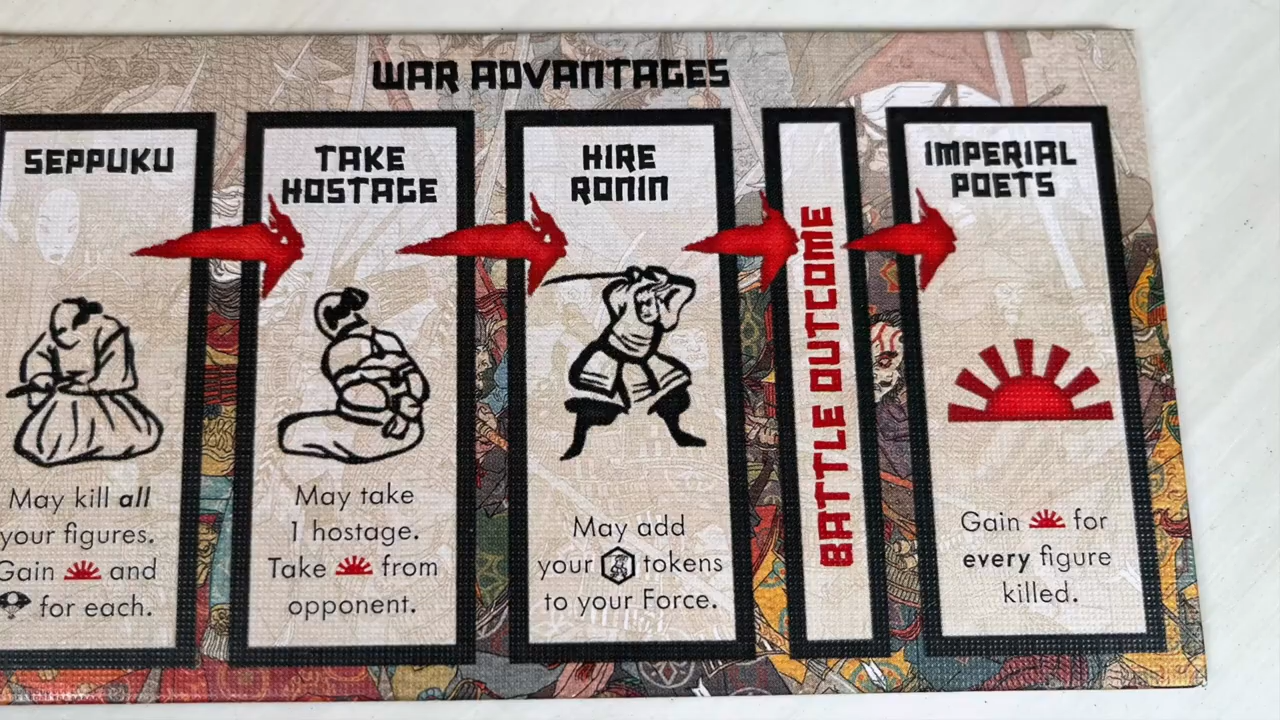 WAR ADVANTAGES
SEPPUKU
May kill all
your figures.
Gain and
for each.
TAKE
HOSTAGE
May take
1 hostage.
Take from
opponent.
HIRE
RONIN
May add
your tokens
to your Force.
BATTLE OUTCOME
IMPERIAL
POETS
Gain for
every figure
killed.